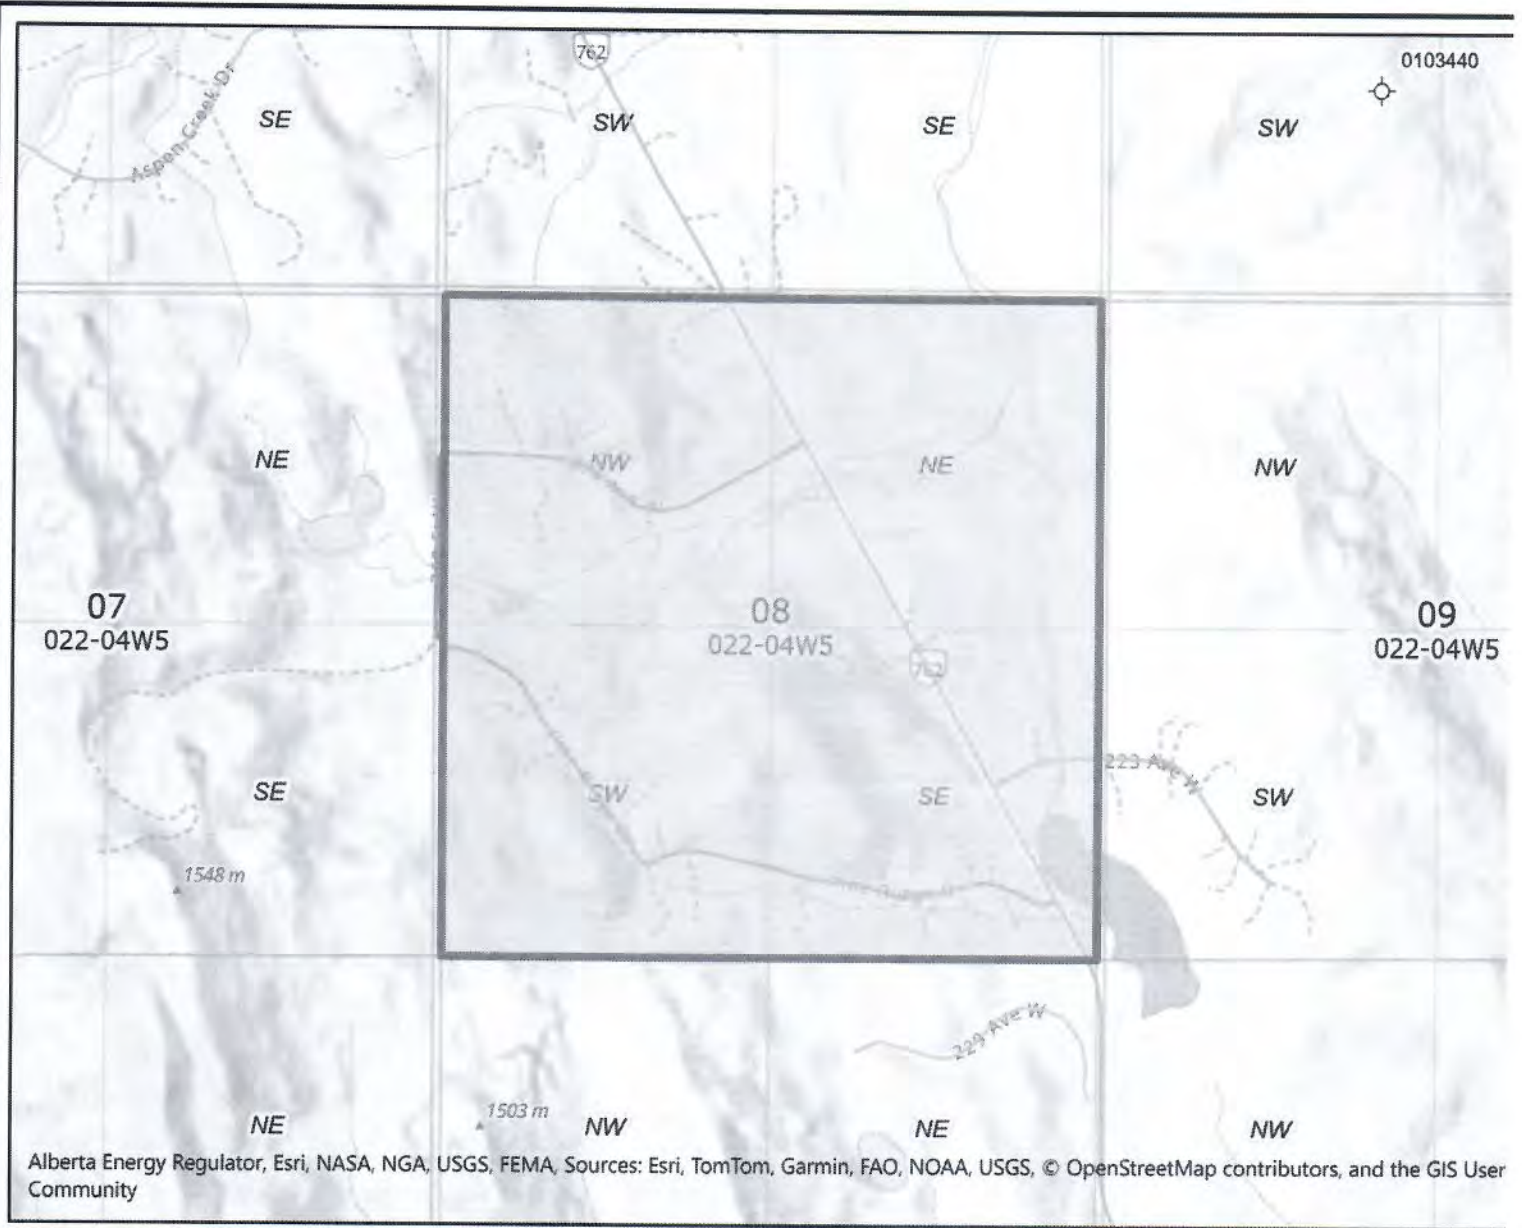 762
0103440
Aspen Creek Dr
SE
SW
SE
SW
NE
NW
NE
NW
07
022-04W5
08
022-04W5
09
022-04W5
762
223 Ave W
SE
SW
SE
SW
1548 m
229 Ave W
1503 m
NE
NW
NE
NW
Alberta Energy Regulator, Esri, NASA, NGA, USGS, FEMA, Sources: Esri, TomTom, Garmin, FAO, NOAA, USGS, © OpenStreetMap contributors, and the GIS User
Community